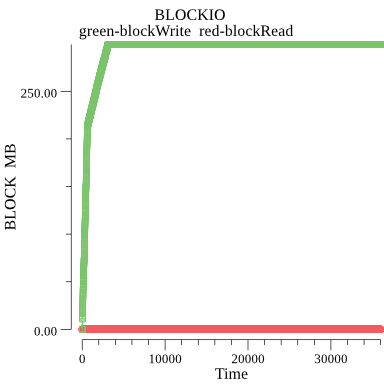 BLOCKIO
green-blockWrite  red-blockRead
250.00
BLOCK  MB
0.00
0 10000 20000 30000
Time